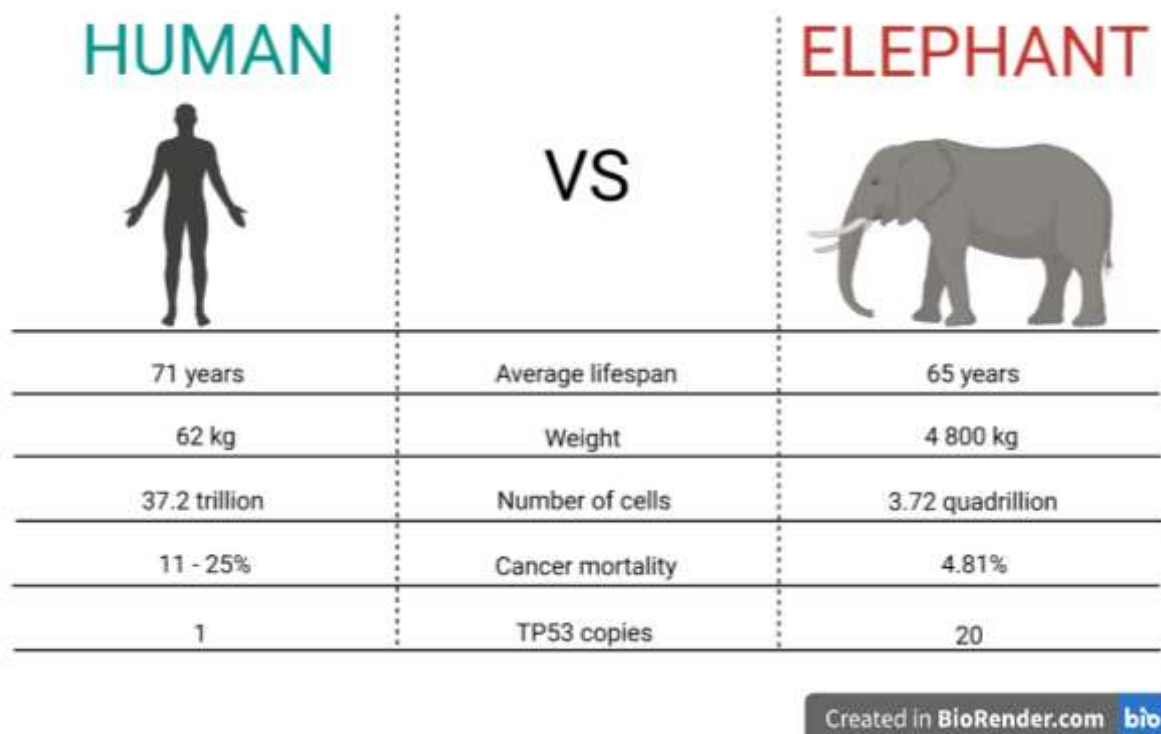 HUMAN
VS
ELEPHANT
71 years Average lifespan 65 years
62 kg Weight 4 800 kg
37.2 trillion Number of cells 3.72 quadrillion
11 - 25% Cancer mortality 4.81%
1 TP53 copies 20
Created in BioRender.com bio